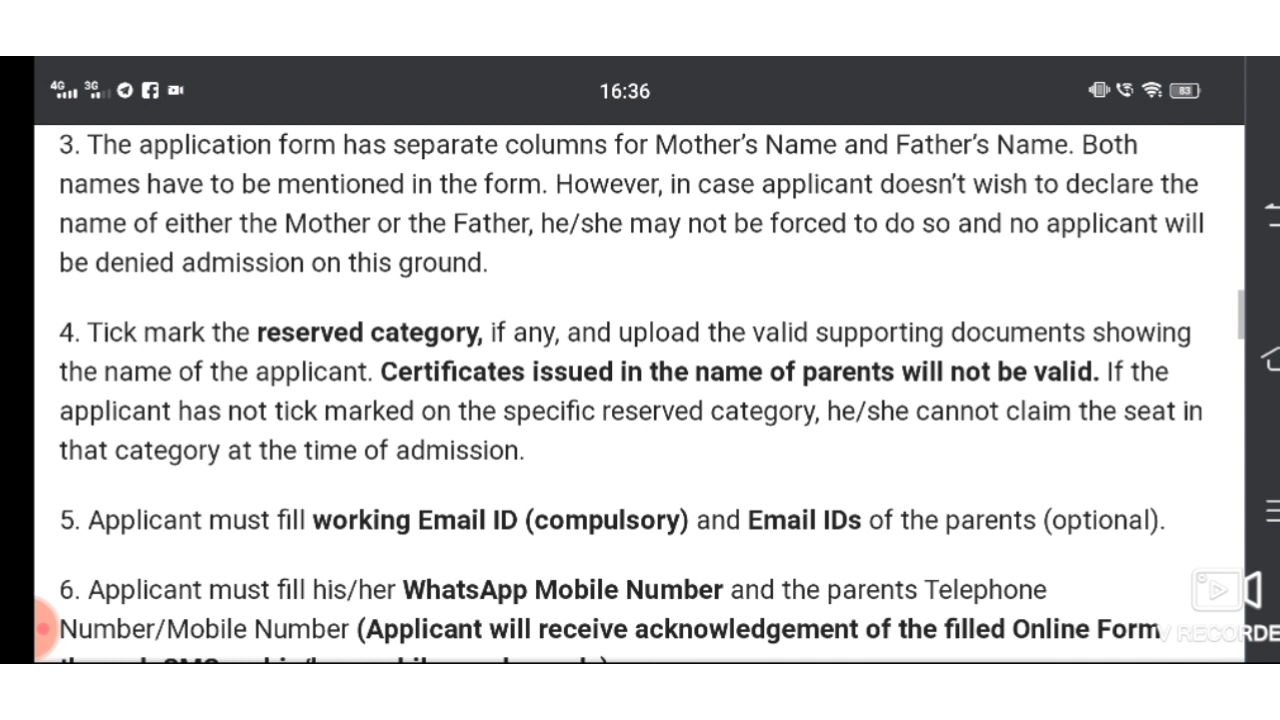 4G 3G 16:36 83
3. The application form has separate columns for Mother's Name and Father's Name. Both
names have to be mentioned in the form. However, in case applicant doesn't wish to declare the
name of either the Mother or the Father, he/she may not be forced to do so and no applicant will
be denied admission on this ground.
4. Tick mark the reserved category, if any, and upload the valid supporting documents showing
the name of the applicant. Certificates issued in the name of parents will not be valid. If the
applicant has not tick marked on the specific reserved category, he/she cannot claim the seat in
that category at the time of admission.
5. Applicant must fill working Email ID (compulsory) and Email IDs of the parents (optional).
6. Applicant must fill his/her WhatsApp Mobile Number and the parents Telephone
Number/Mobile Number (Applicant will receive acknowledgement of the filled Online Form
V RECORDE